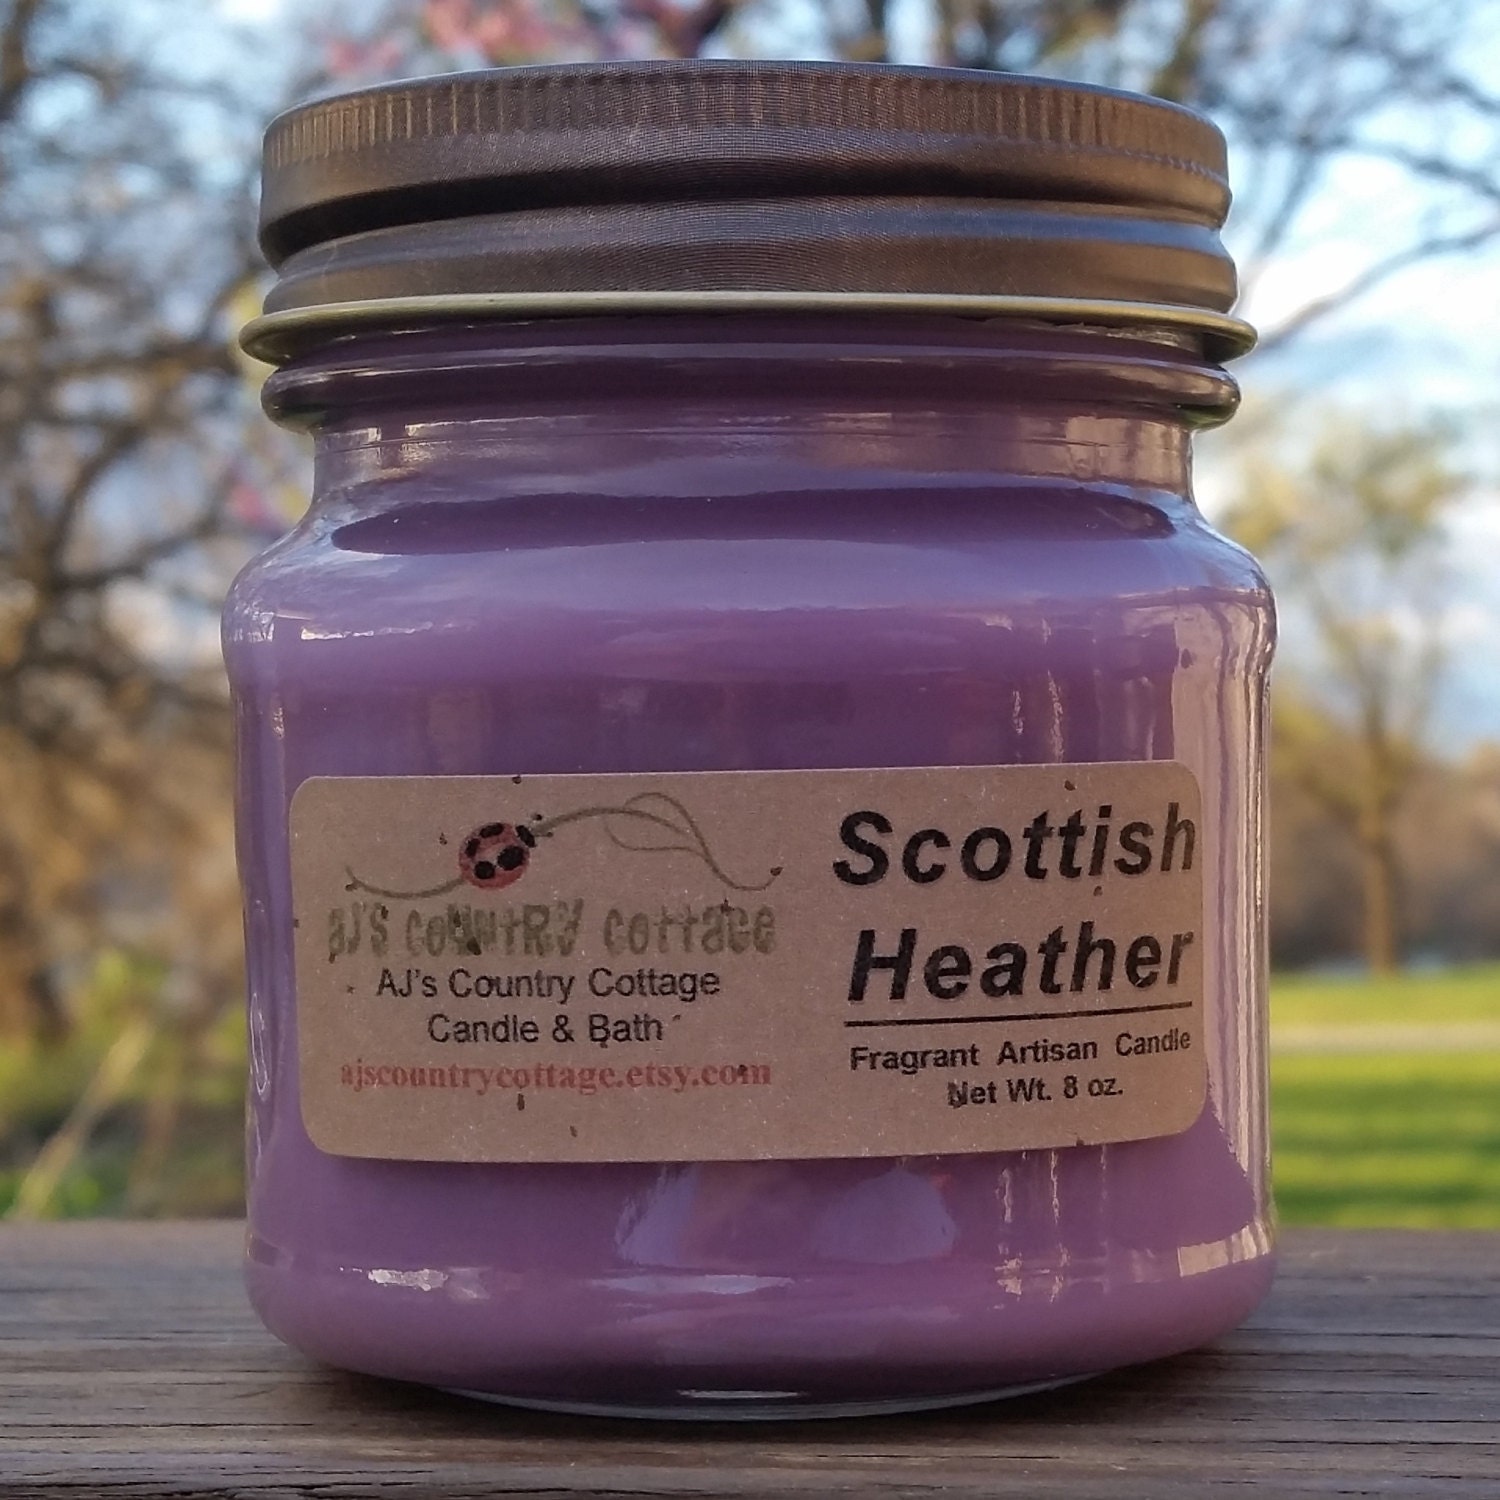 aJ's coUNtRY cottage
AJ's Country Cottage
Candle & Bath
ajscountrycottage.etsy.com
Scottish
Heather
Fragrant Artisan Candle
Net Wt. 8 oz.